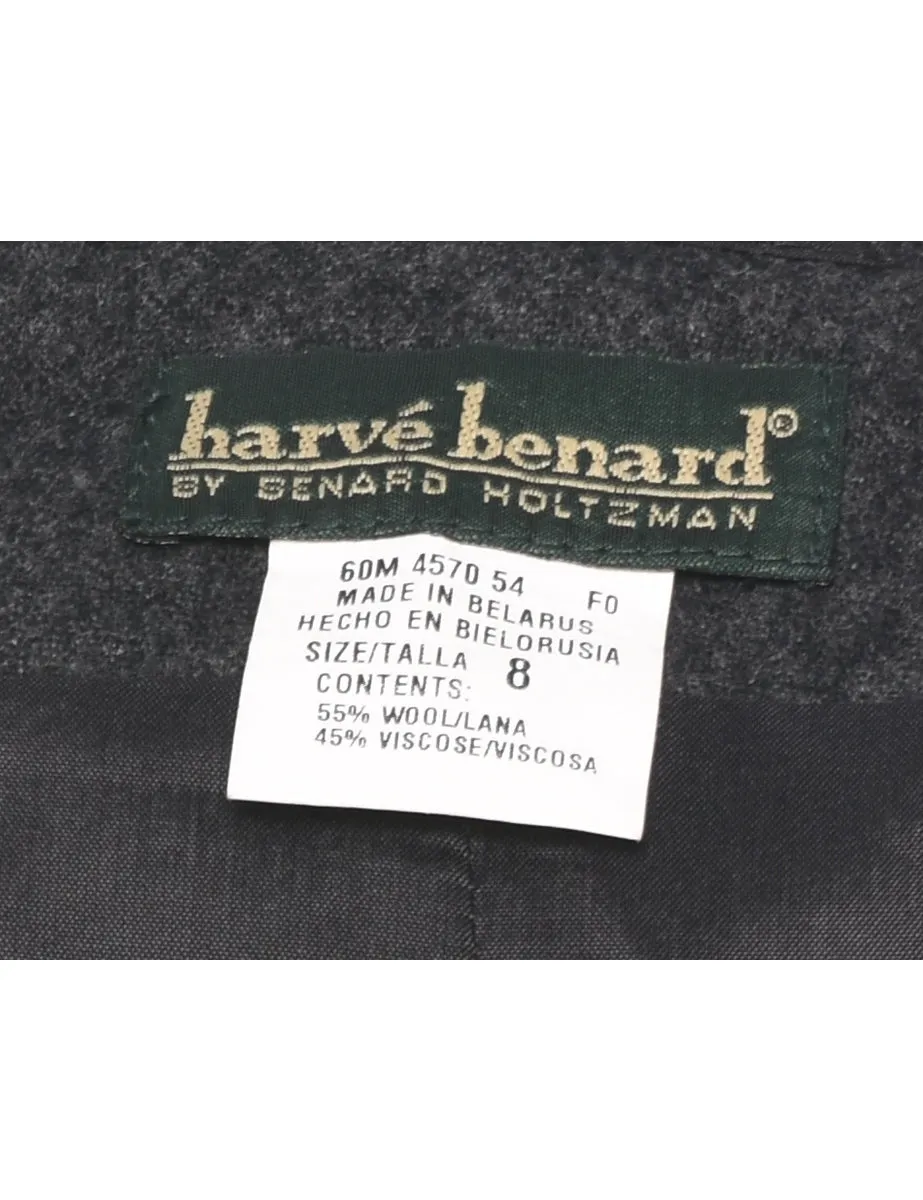 harvé benard®
BY BENARD HOLTZMAN
60M 4570 54 F0
MADE IN BELARUS
HECHO EN BIELORUSIA
SIZE/TALLA 8
CONTENTS:
55% WOOL/LANA
45% VISCOSE/VISCOSA